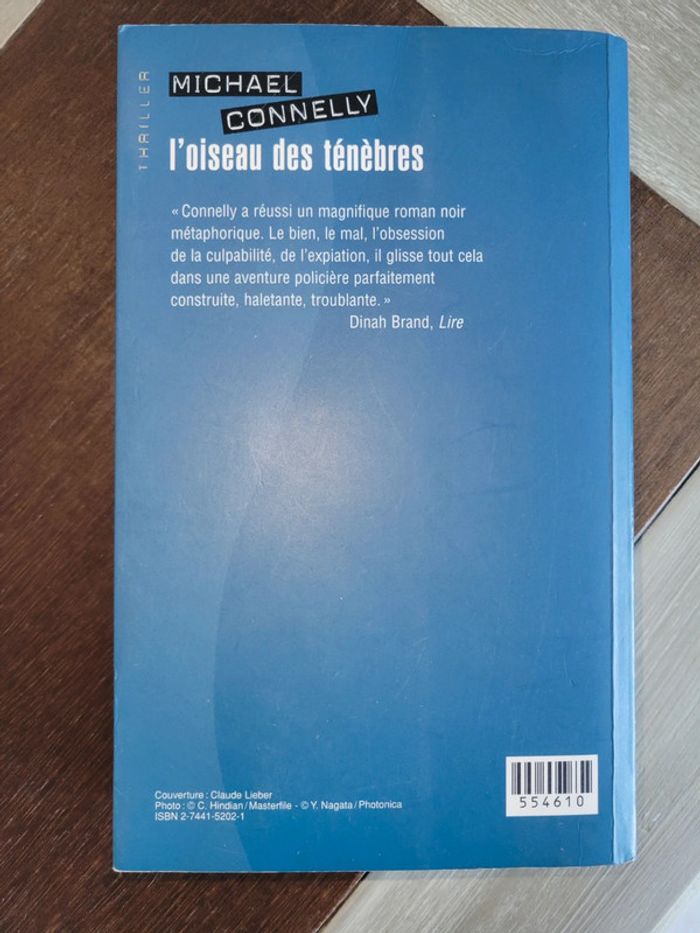 THRILLER
MICHAEL
CONNELLY
l'oiseau des ténèbres
« Connelly a réussi un magnifique roman noir
métaphorique. Le bien, le mal, l'obsession
de la culpabilité, de l'expiation, il glisse tout cela
dans une aventure policière parfaitement
construite, haletante, troublante. »
Dinah Brand, Lire
Couverture : Claude Lieber
Photo : © C. Hindian / Masterfile - © Y. Nagata / Photonica
ISBN 2-7441-5202-1
554610